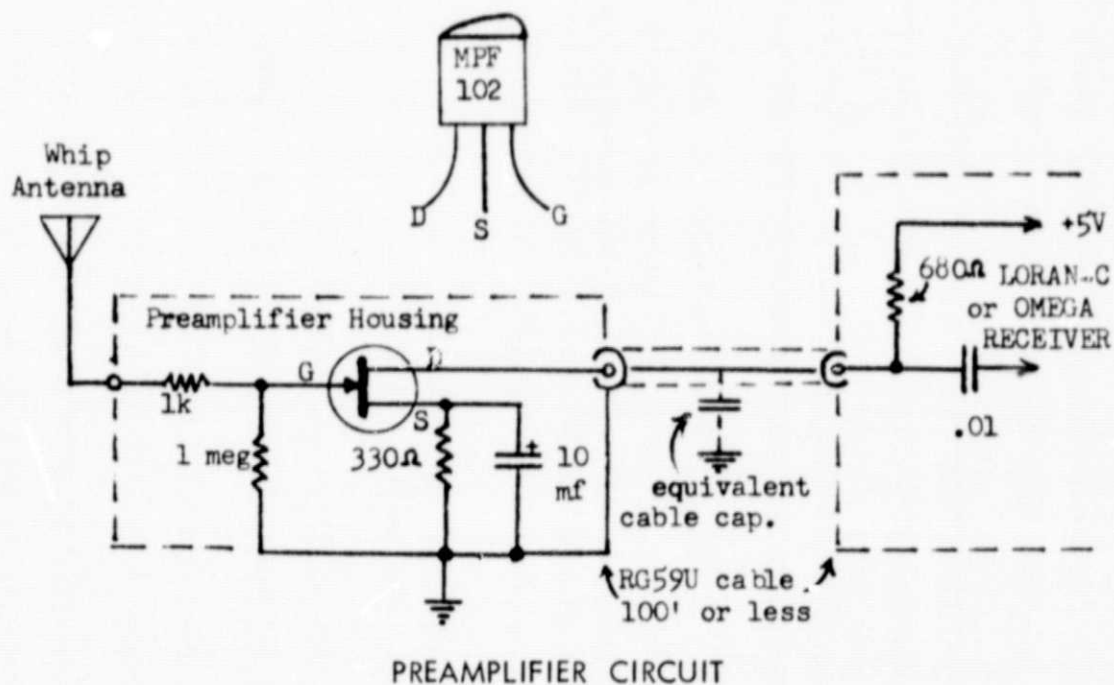 MPF
102
D
S
G
Whip
Antenna
+5V
680Ω
LORAN-C
or OMEGA
RECEIVER
Preamplifier Housing
1k
G
D
S
1 meg
330Ω
+
10
mf
.01
equivalent
cable cap.
RG59U cable
100' or less
PREAMPLIFIER CIRCUIT